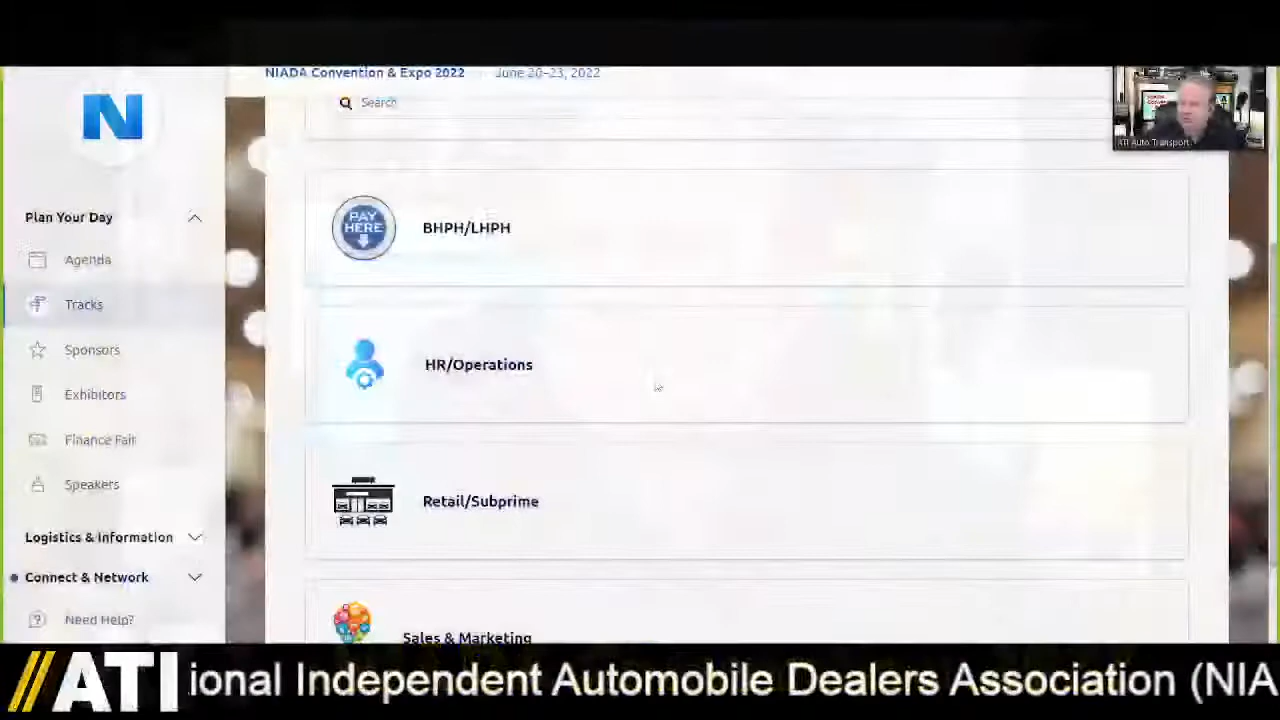 NIADA Convention & Expo 2022 June 20-23, 2022
Search
ATI Auto Transport
N
Plan Your Day
Agenda
Tracks
Sponsors
Exhibitors
Finance Fair
Speakers
Logistics & Information
Connect & Network
Need Help?
PAY HERE
BHPH/LHPH
HR/Operations
Retail/Subprime
Sales & Marketing
//ATI ional Independent Automobile Dealers Association (NIA